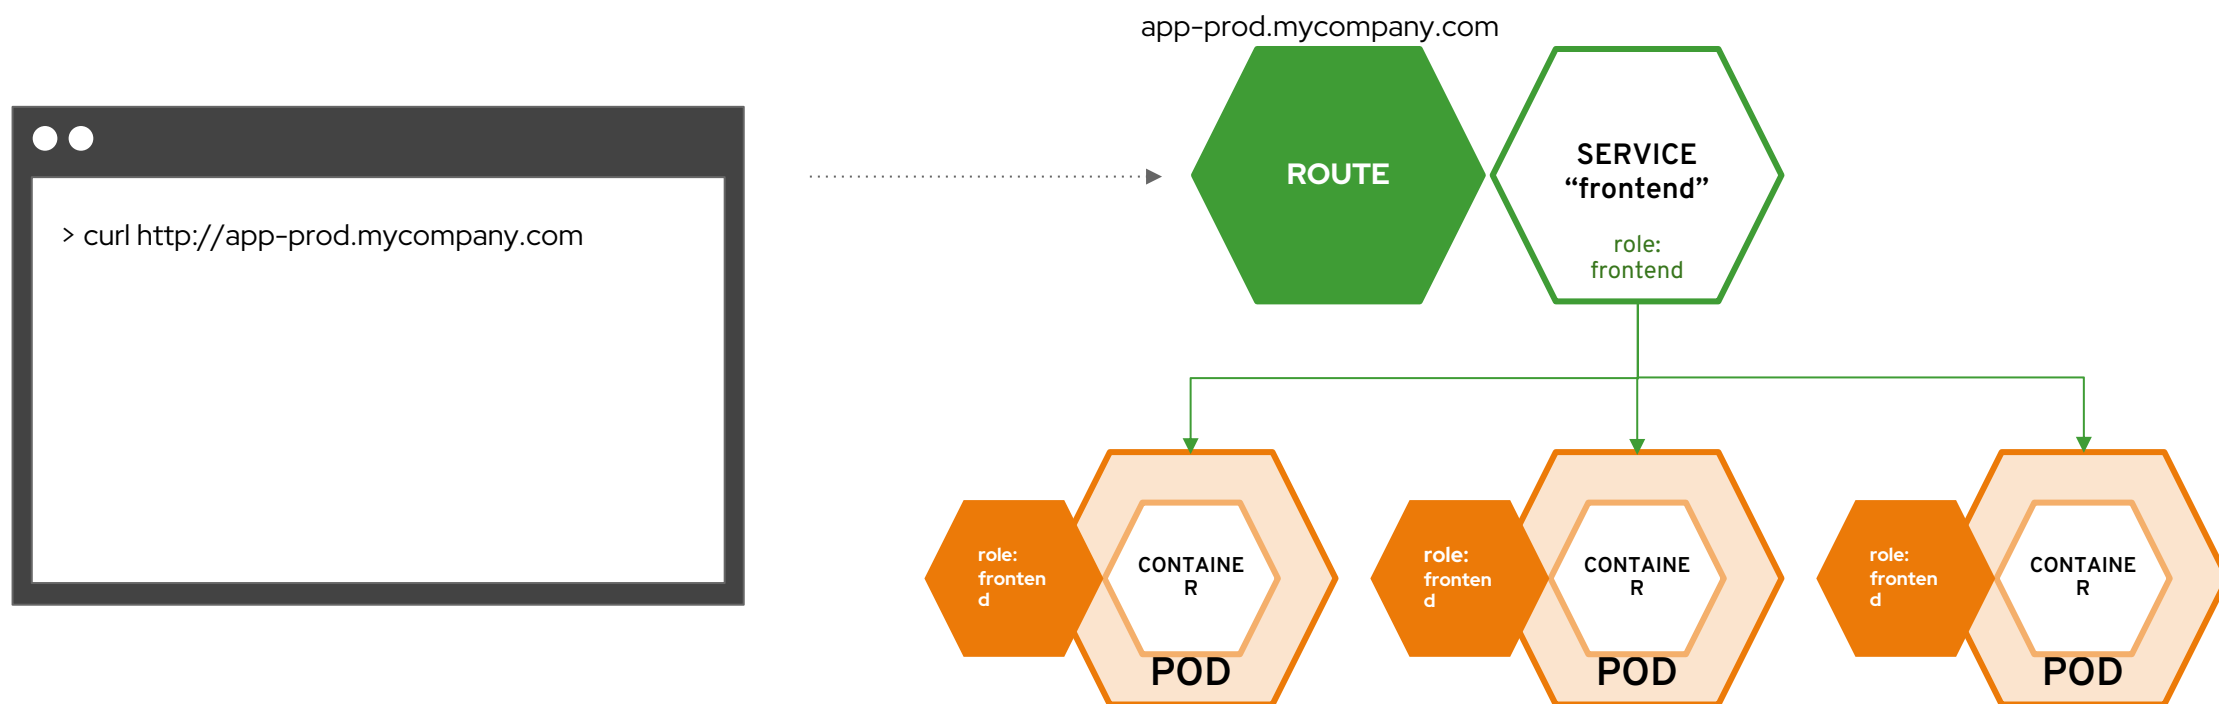 app-prod.mycompany.com
> curl http://app-prod.mycompany.com
ROUTE
SERVICE
“frontend”
role:
frontend
role:
fronten
d
CONTAINE
R
POD
role:
fronten
d
CONTAINE
R
POD
role:
fronten
d
CONTAINE
R
POD